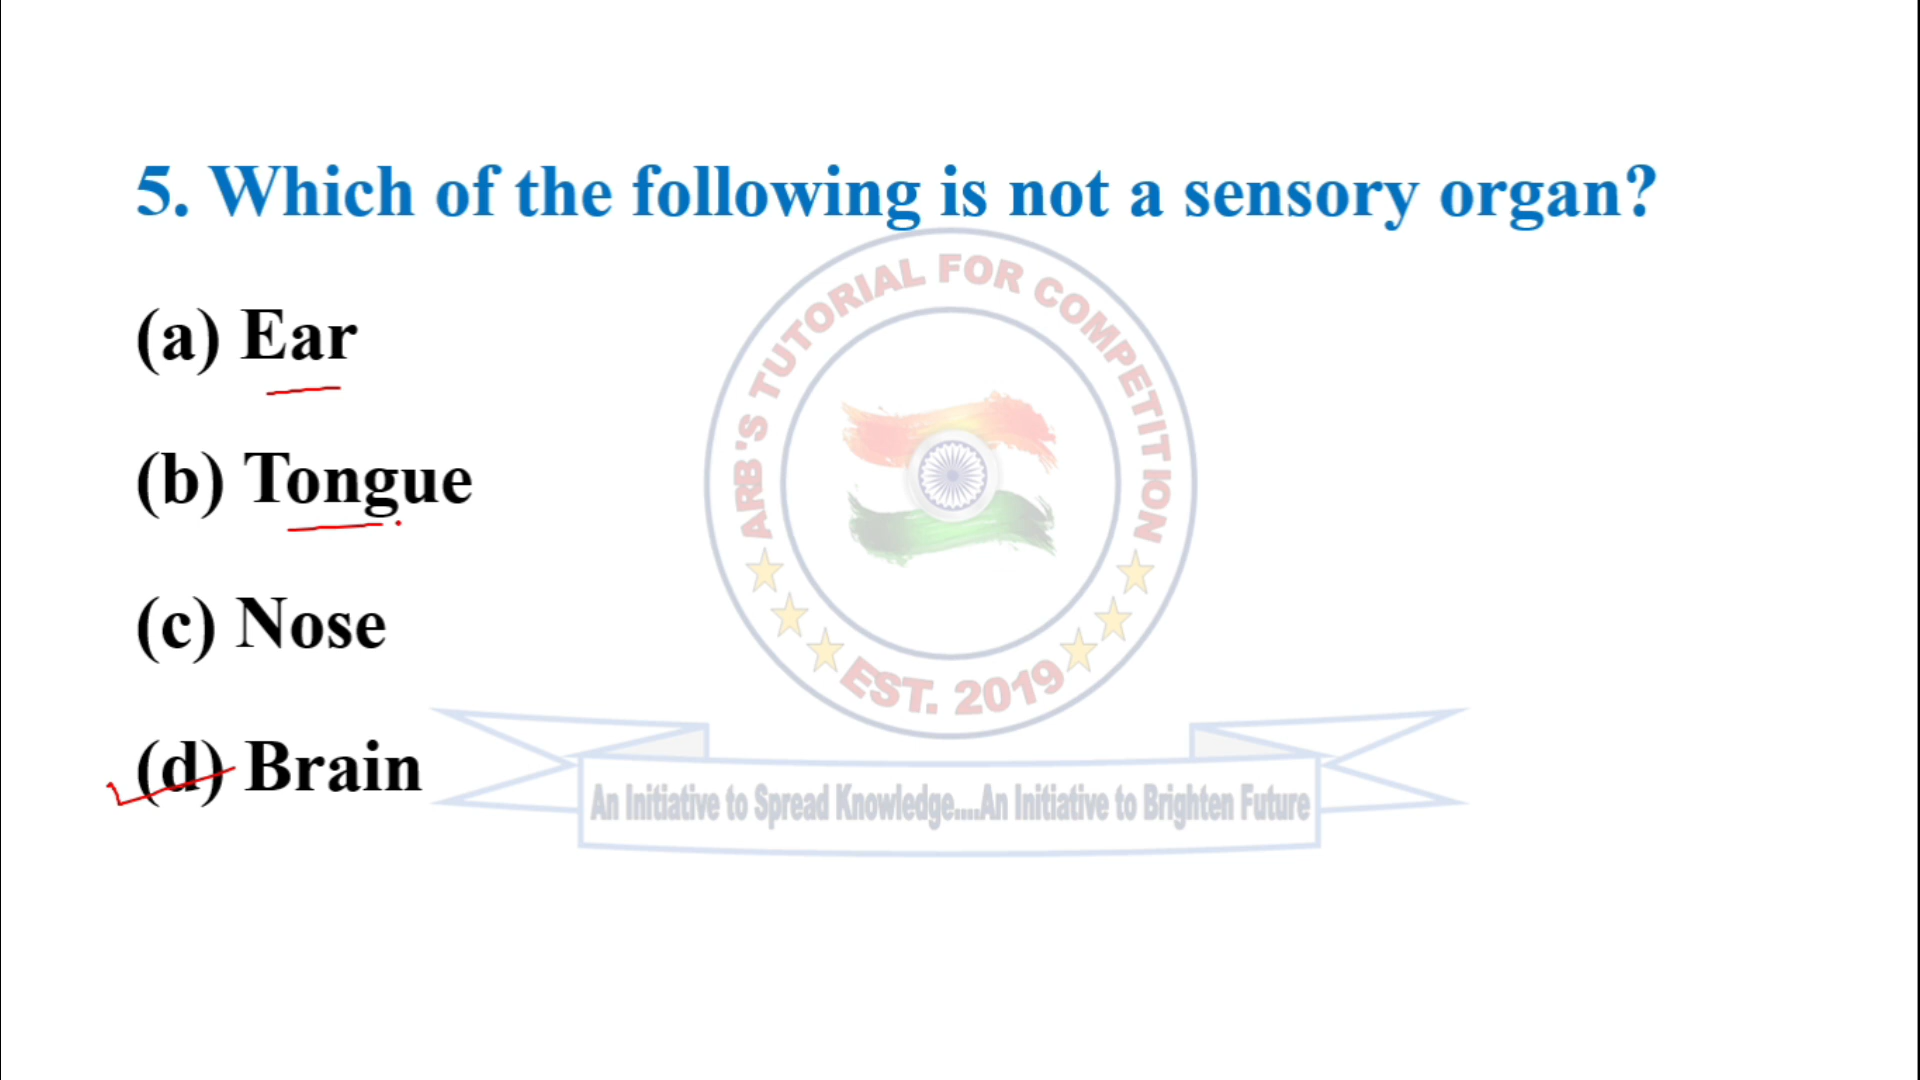 5. Which of the following is not a sensory organ?
(a) Ear
(b) Tongue
(c) Nose
(d) Brain
ARB'S TUTORIAL FOR COMPETITION
EST. 2019
An Initiative to Spread Knowledge....An Initiative to Brighten Future